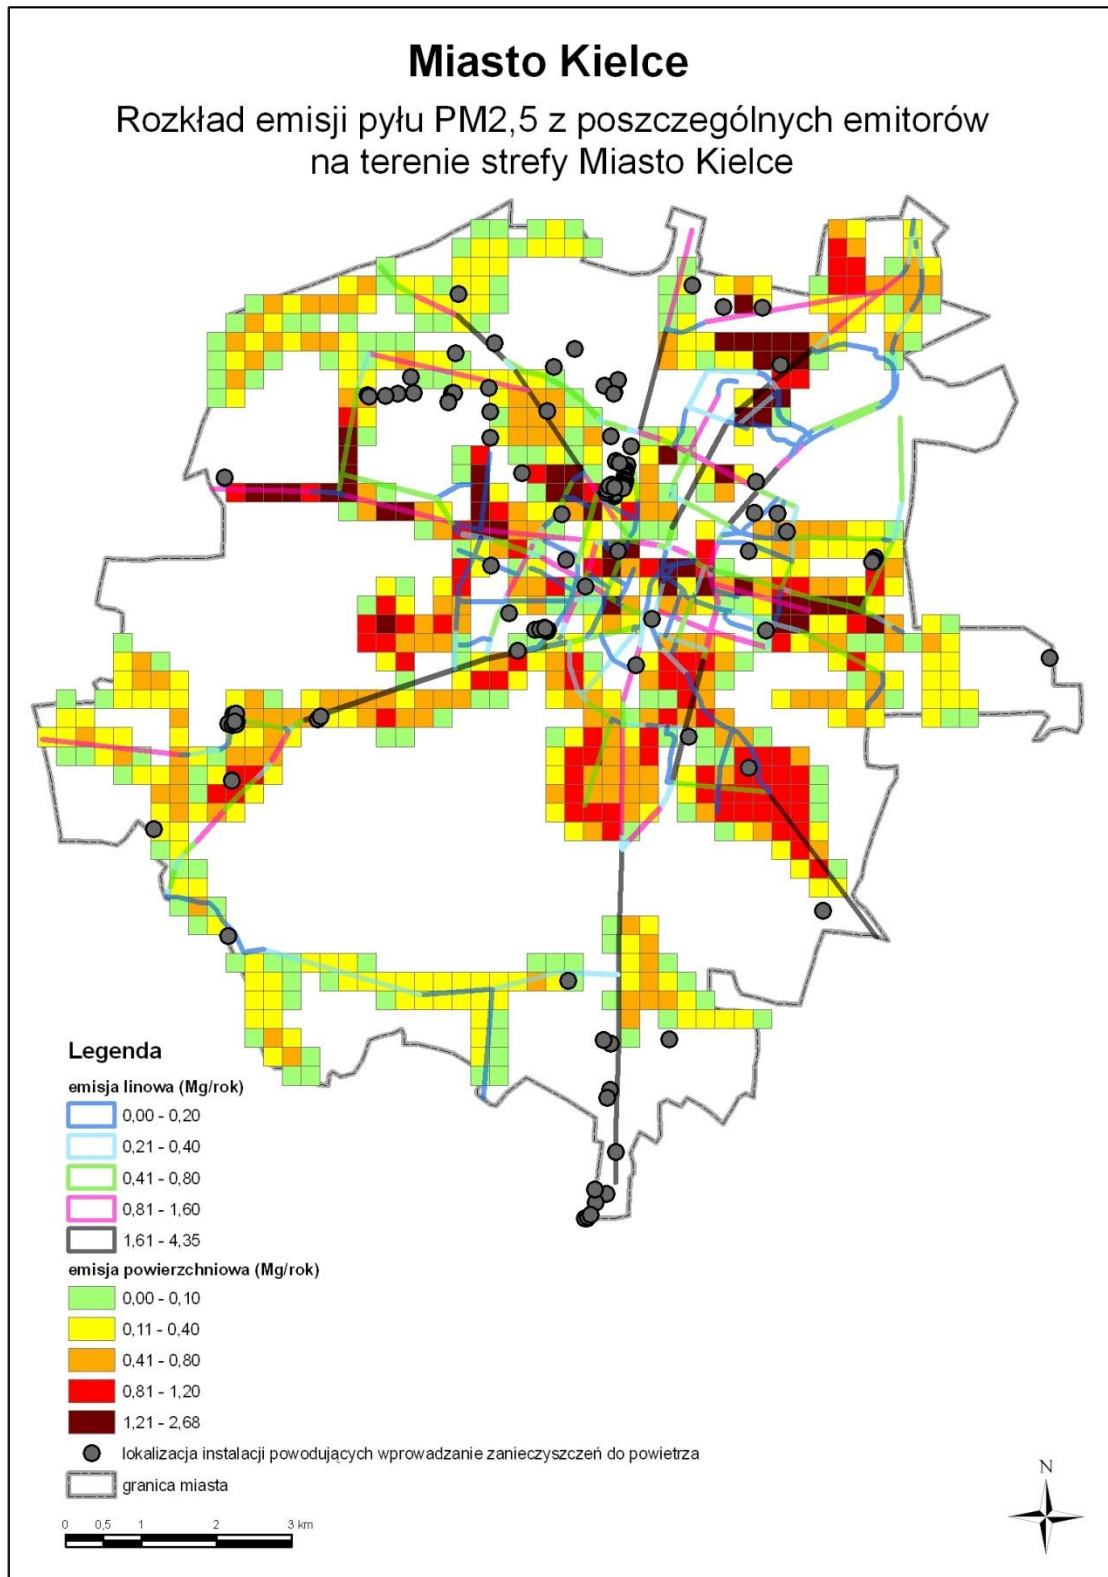 Miasto Kielce
Rozkład emisji pyłu PM2,5 z poszczególnych emitorów
na terenie strefy Miasto Kielce
Legenda
emisja linowa (Mg/rok)
0,00 - 0,20
0,21 - 0,40
0,41 - 0,80
0,81 - 1,60
1,61 - 4,35
emisja powierzchniowa (Mg/rok)
0,00 - 0,10
0,11 - 0,40
0,41 - 0,80
0,81 - 1,20
1,21 - 2,68
lokalizacja instalacji powodujących wprowadzanie zanieczyszczeń do powietrza
granica miasta
0 0,5 1 2 3 km
N